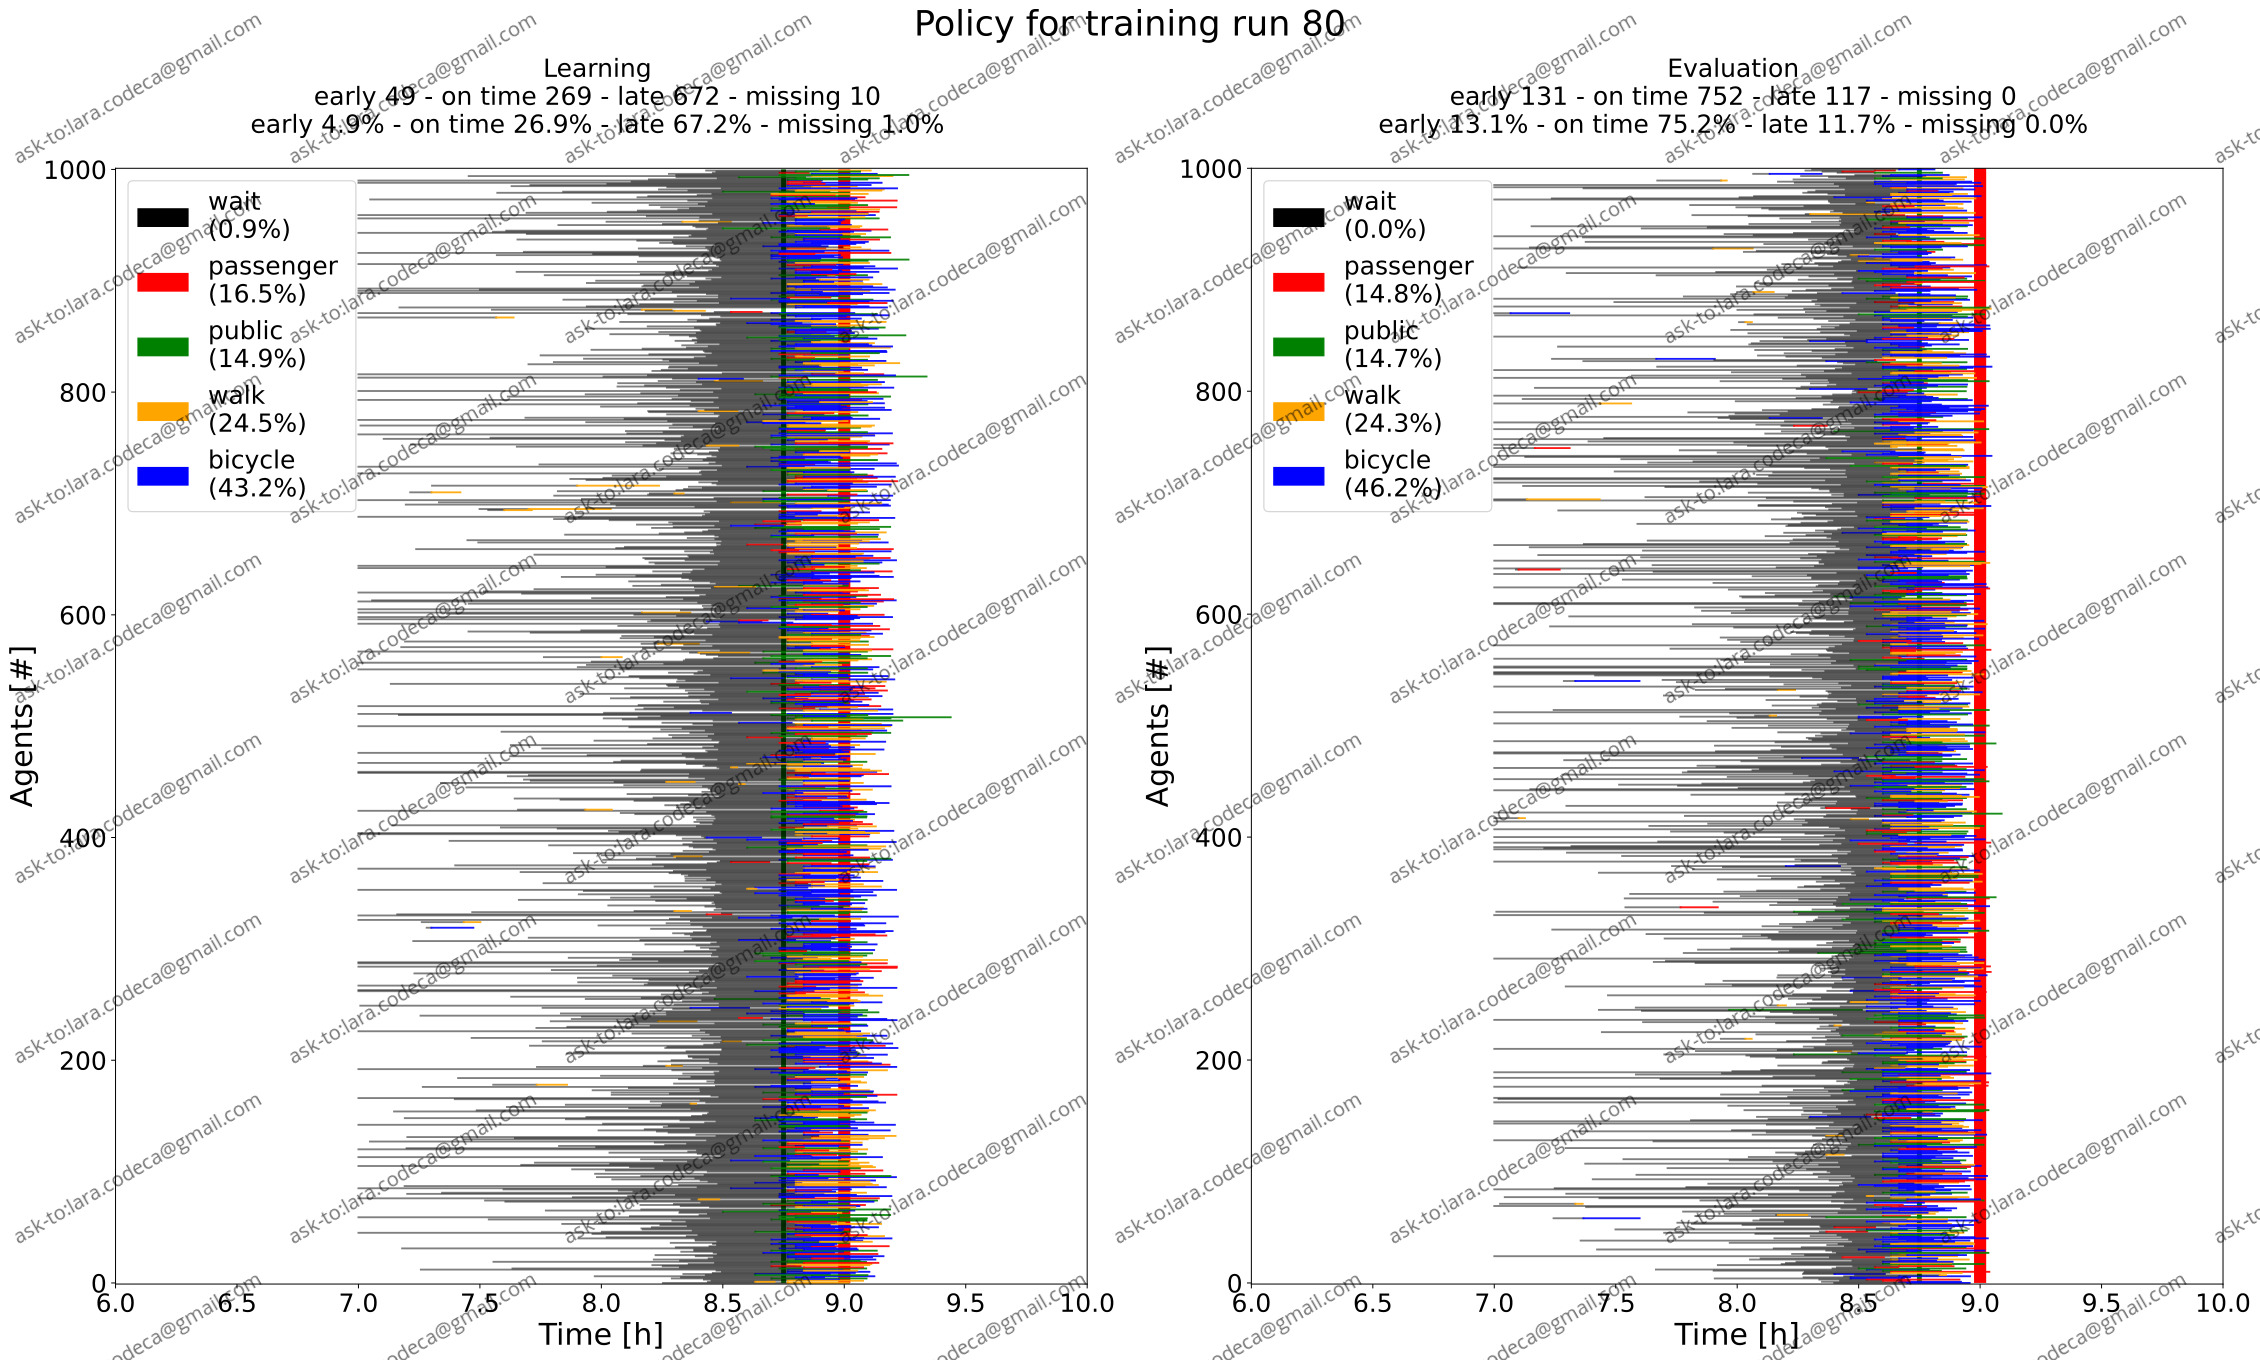 Policy for training run 80
Learning
early 49 - on time 269 - late 672 - missing 10
early 4.9% - on time 26.9% - late 67.2% - missing 1.0%
Evaluation
early 131 - on time 752 - late 117 - missing 0
early 13.1% - on time 75.2% - late 11.7% - missing 0.0%
wait
(0.9%)
passenger
(16.5%)
public
(14.9%)
walk
(24.5%)
bicycle
(43.2%)
Agents [#]
1000
800
600
400
200
0
6.0 6.5 7.0 7.5 8.0 8.5 9.0 9.5 10.0
Time [h]
wait
(0.0%)
passenger
(14.8%)
public
(14.7%)
walk
(24.3%)
bicycle
(46.2%)
Agents [#]
1000
800
600
400
200
0
6.0 6.5 7.0 7.5 8.0 8.5 9.0 9.5 10.0
Time [h]
ask-to:lara.codeca@gmail.com